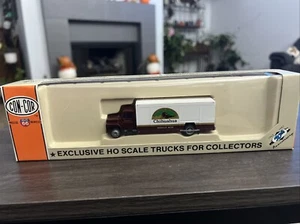 CON-COR
Chihuahua
★ EXCLUSIVE HO SCALE TRUCKS FOR COLLECTORS